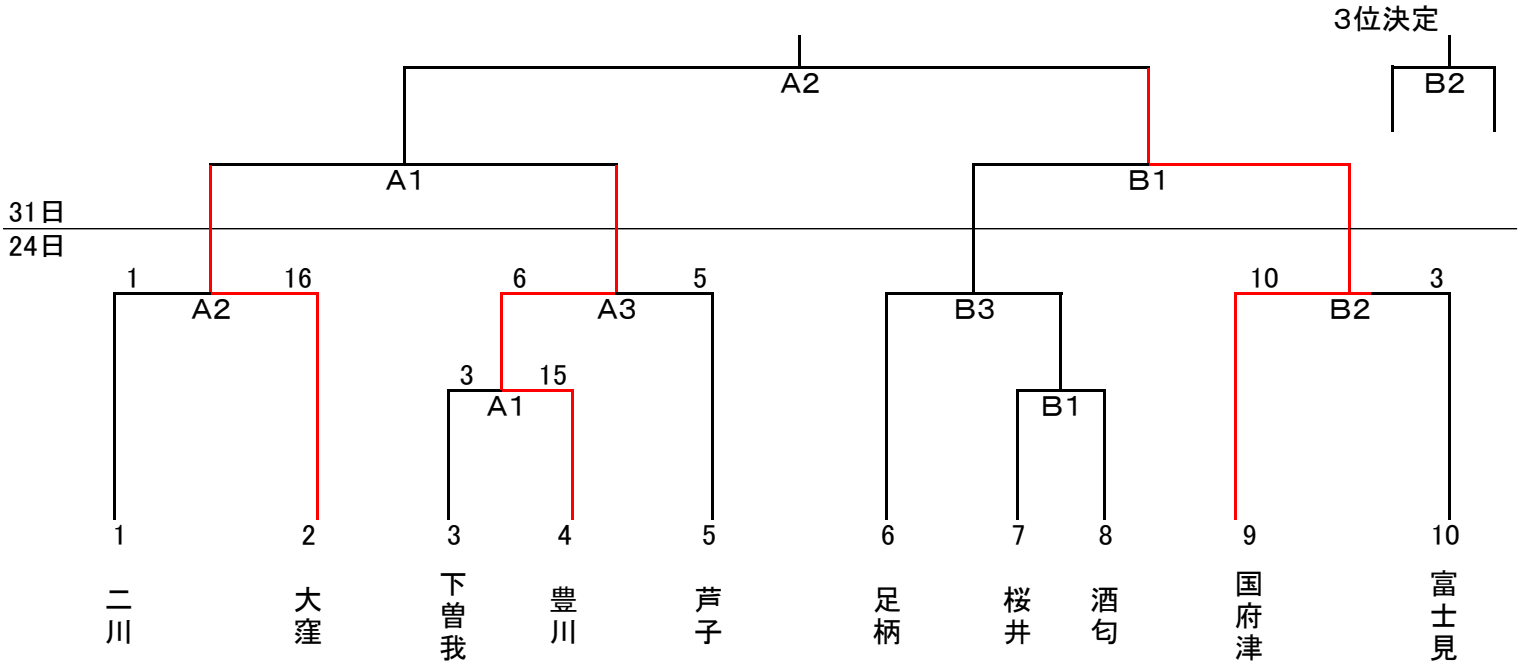 ３位決定
A2
B2
A1
B1
31日
24日
1
16
6
5
10
3
A2
A3
B3
B2
3
15
A1
B1
1
2
3
4
5
6
7
8
9
10
二川
大窪
下曽我
豊川
芦子
足柄
桜井
酒匂
国府津
富士見